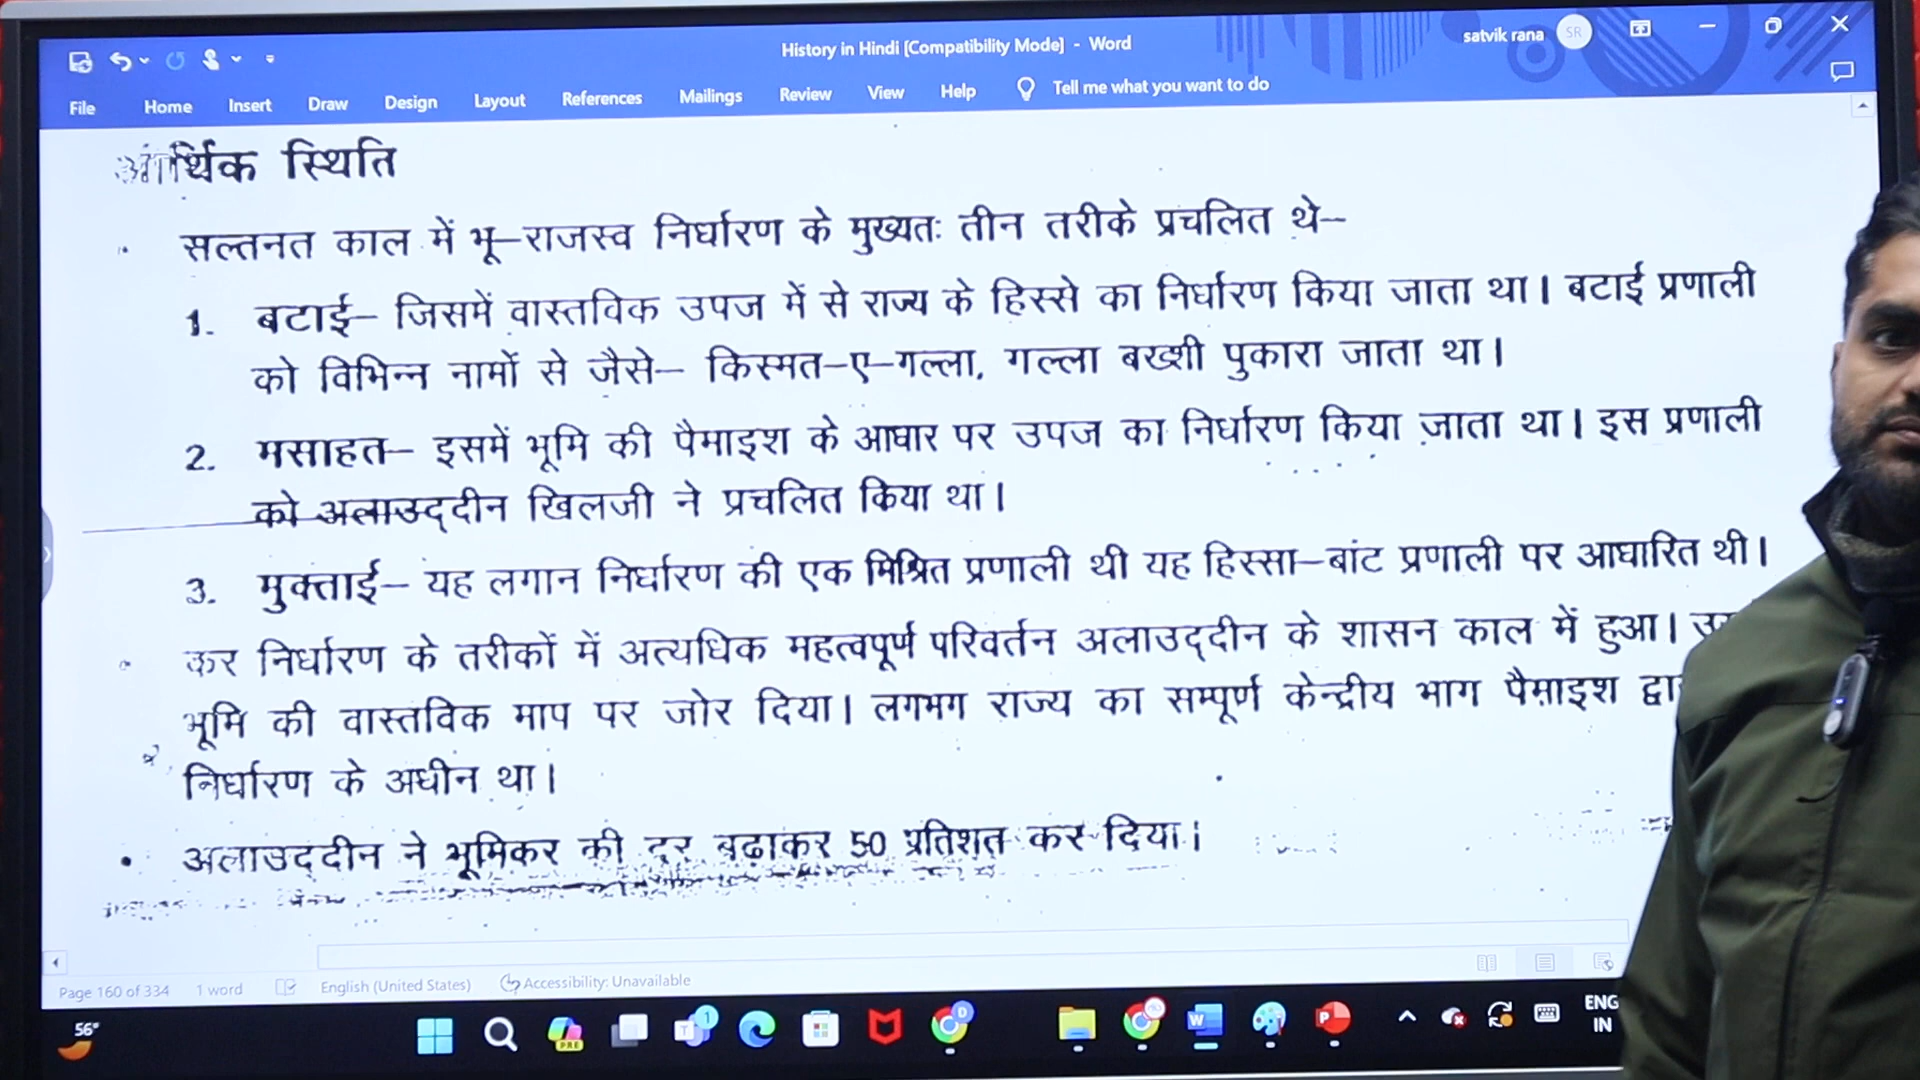 History in Hindi [Compatibility Mode] - Word
satvik rana SR
File Home Insert Draw Design Layout References Mailings Review View Help Tell me what you want to do
आर्थिक स्थिति
सल्तनत काल में भू–राजस्व निर्धारण के मुख्यतः तीन तरीके प्रचलित थे–
1. बटाई– जिसमें वास्तविक उपज में से राज्य के हिस्से का निर्धारण किया जाता था। बटाई प्रणाली
को विभिन्न नामों से जैसे– किस्मत–ए–गल्ला, गल्ला बख्शी पुकारा जाता था।
2. मसाहत– इसमें भूमि की पैमाइश के आधार पर उपज का निर्धारण किया जाता था। इस प्रणाली
को अलाउद्दीन खिलजी ने प्रचलित किया था।
3. मुक्ताई– यह लगान निर्धारण की एक मिश्रित प्रणाली थी यह हिस्सा–बांट प्रणाली पर आधारित थी।
कर निर्धारण के तरीकों में अत्यधिक महत्वपूर्ण परिवर्तन अलाउद्दीन के शासन काल में हुआ।
भूमि की वास्तविक माप पर जोर दिया। लगभग राज्य का सम्पूर्ण केन्द्रीय भाग पैमाइश
निर्धारण के अधीन था।
• अलाउद्दीन ने भूमिकर की दर बढ़ाकर 50 प्रतिशत कर दिया।
Page 160 of 334 1 word English (United States) Accessibility: Unavailable
56°
ENG
IN